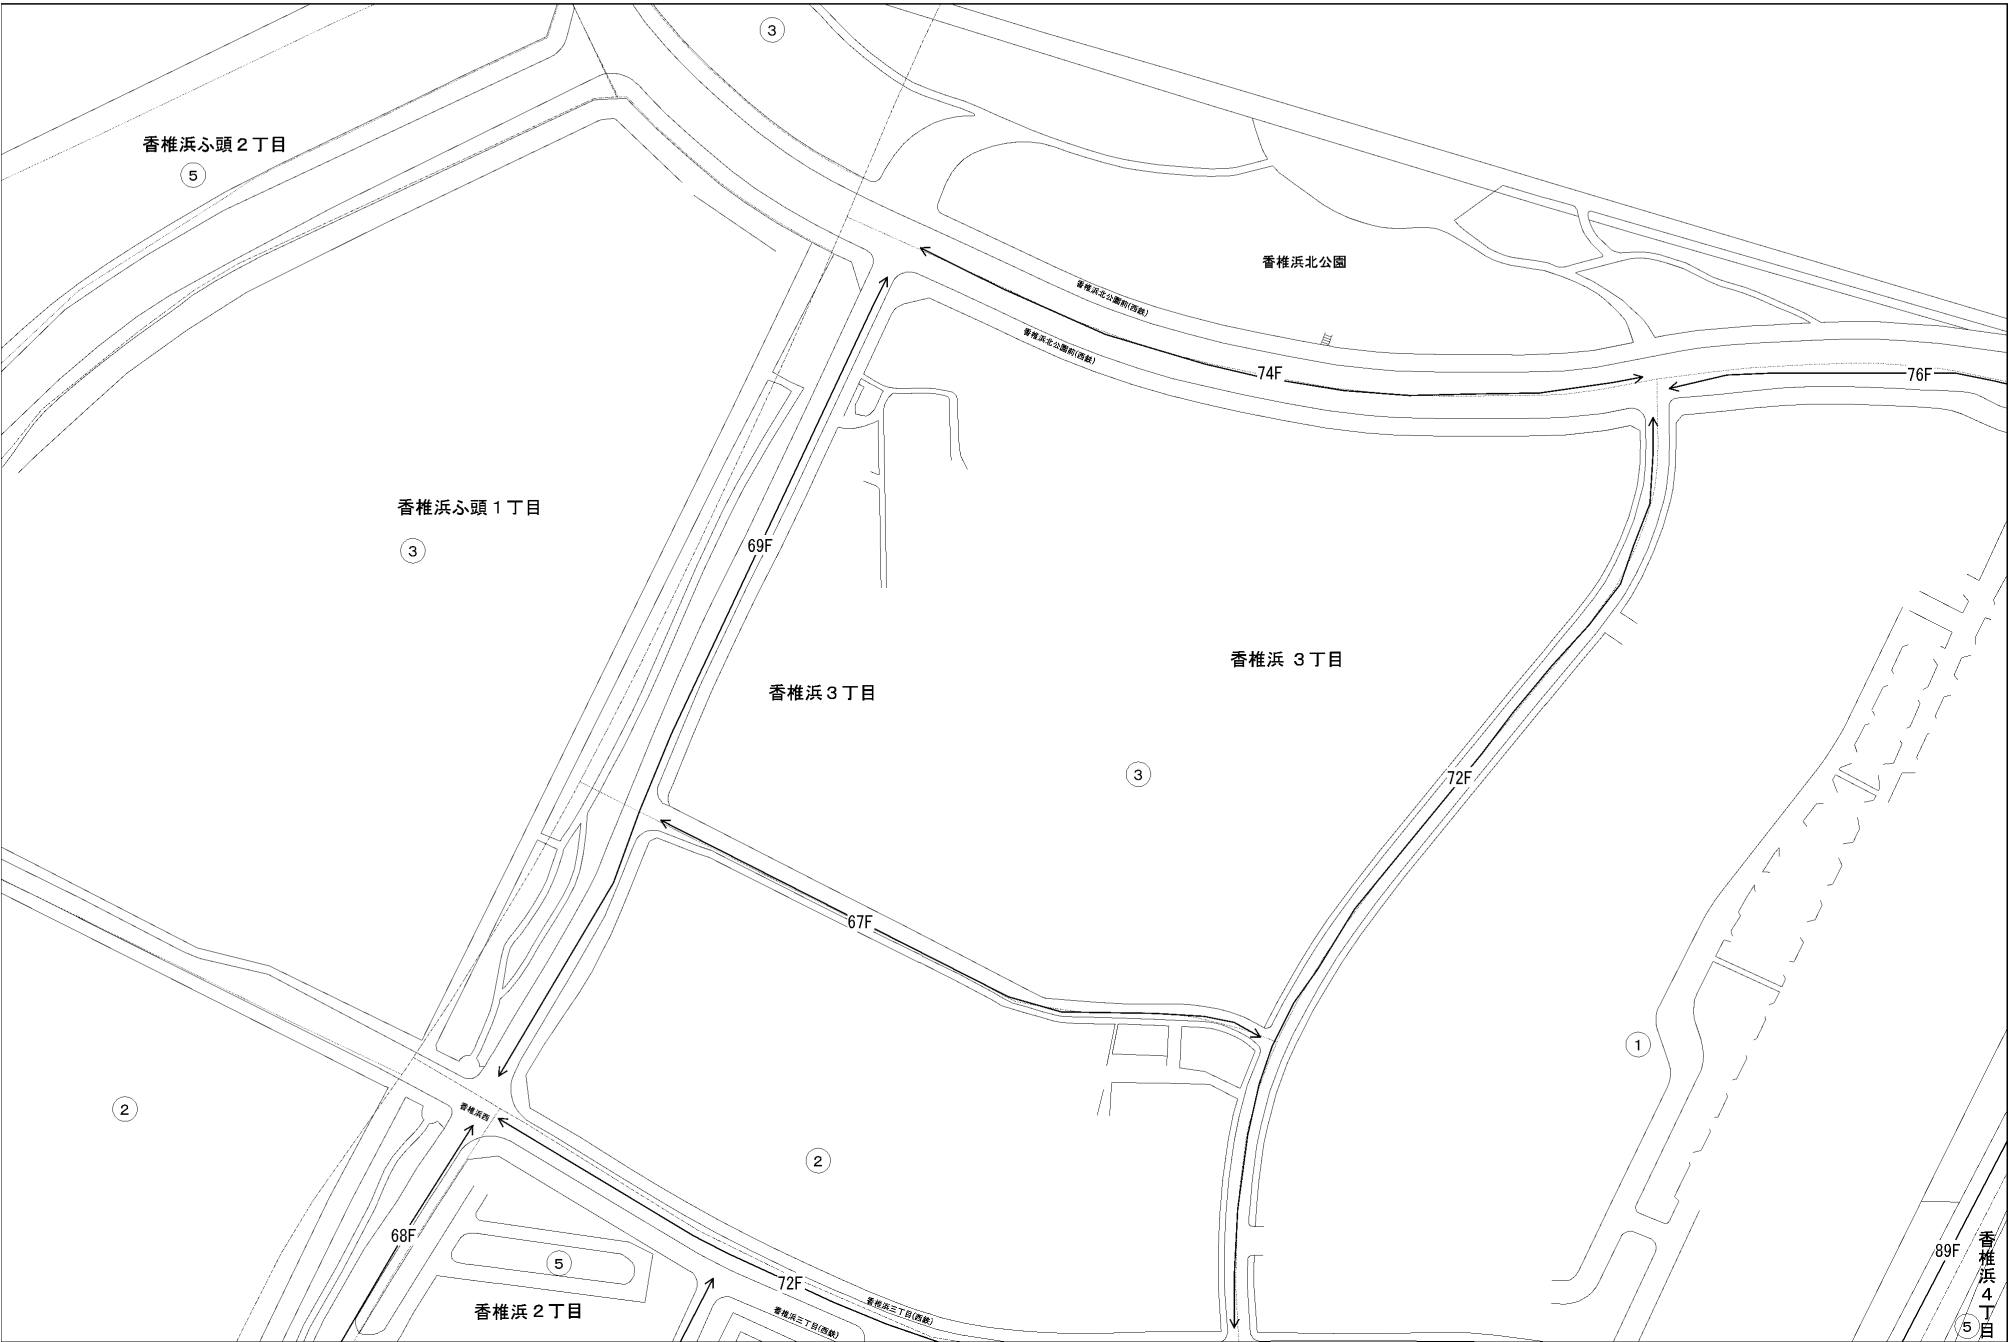 ③
香椎浜ふ頭２丁目
⑤
香椎浜北公園
香椎浜北公園前(西鉄)
香椎浜北公園前(西鉄)
74F
76F
香椎浜ふ頭１丁目
③
69F
香椎浜 ３丁目
香椎浜３丁目
③
72F
67F
①
②
香椎浜西
②
68F
⑤
72F
香椎浜２丁目
香椎浜三丁目(西鉄)
香椎浜三丁目(西鉄)
89F
香椎浜４丁目
⑤